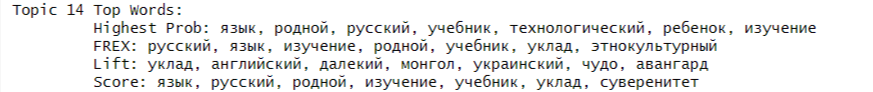 Topic 14 Top Words:
Highest Prob: язык, родной, русский, учебник, технологический, ребенок, изучение
FREX: русский, язык, изучение, родной, учебник, уклад, этнокультурный
Lift: уклад, английский, далекий, монгол, украинский, чудо, авангард
Score: язык, русский, родной, изучение, учебник, уклад, суверенитет